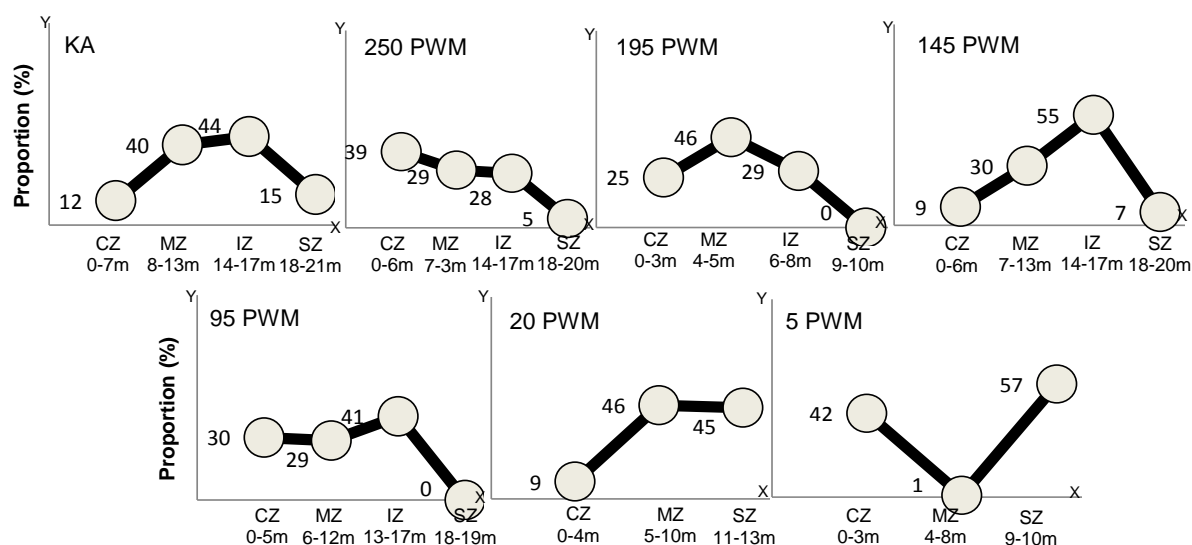 Y
KA
Proportion (%)
12
40
44
15
X
CZ MZ IZ SZ
0-7m 8-13m 14-17m 18-21m
Y
250 PWM
39
29
28
5
X
CZ MZ IZ SZ
0-6m 7-3m 14-17m 18-20m
Y
195 PWM
25
46
29
0
X
CZ MZ IZ SZ
0-3m 4-5m 6-8m 9-10m
Y
145 PWM
9
30
55
7
X
CZ MZ IZ SZ
0-6m 7-13m 14-17m 18-20m
Y
95 PWM
Proportion (%)
30
29
41
0
X
CZ MZ IZ SZ
0-5m 6-12m 13-17m 18-19m
Y
20 PWM
9
46
45
X
CZ MZ SZ
0-4m 5-10m 11-13m
Y
5 PWM
42
1
57
X
CZ MZ SZ
0-3m 4-8m 9-10m